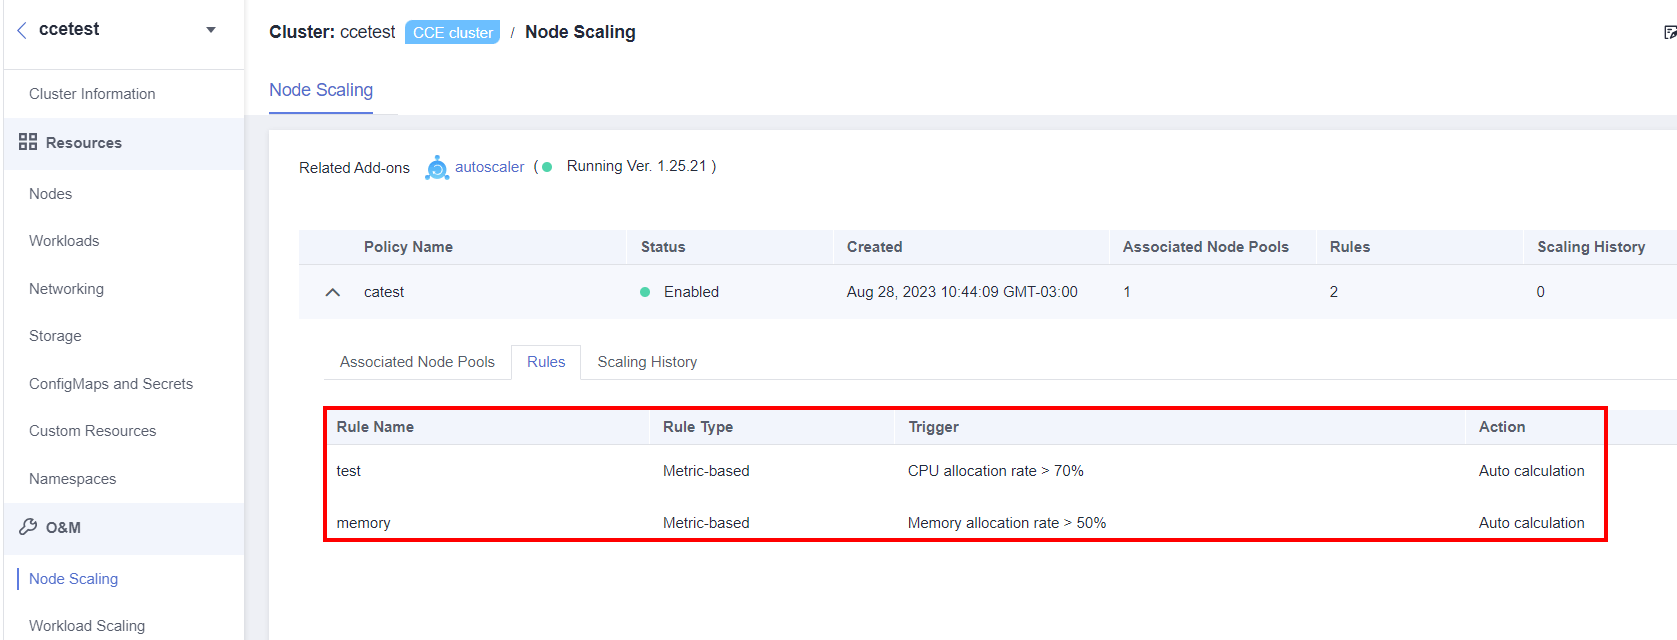 ccetest
Cluster: ccetest CCE cluster / Node Scaling
Cluster Information
Resources
Nodes
Workloads
Networking
Storage
ConfigMaps and Secrets
Custom Resources
Namespaces
O&M
Node Scaling
Workload Scaling
Node Scaling
Related Add-ons autoscaler ( Running Ver. 1.25.21 )
Policy Name Status Created Associated Node Pools Rules Scaling History
catest Enabled Aug 28, 2023 10:44:09 GMT-03:00 1 2 0
Associated Node Pools Rules Scaling History
Rule Name Rule Type Trigger Action
test Metric-based CPU allocation rate > 70% Auto calculation
memory Metric-based Memory allocation rate > 50% Auto calculation